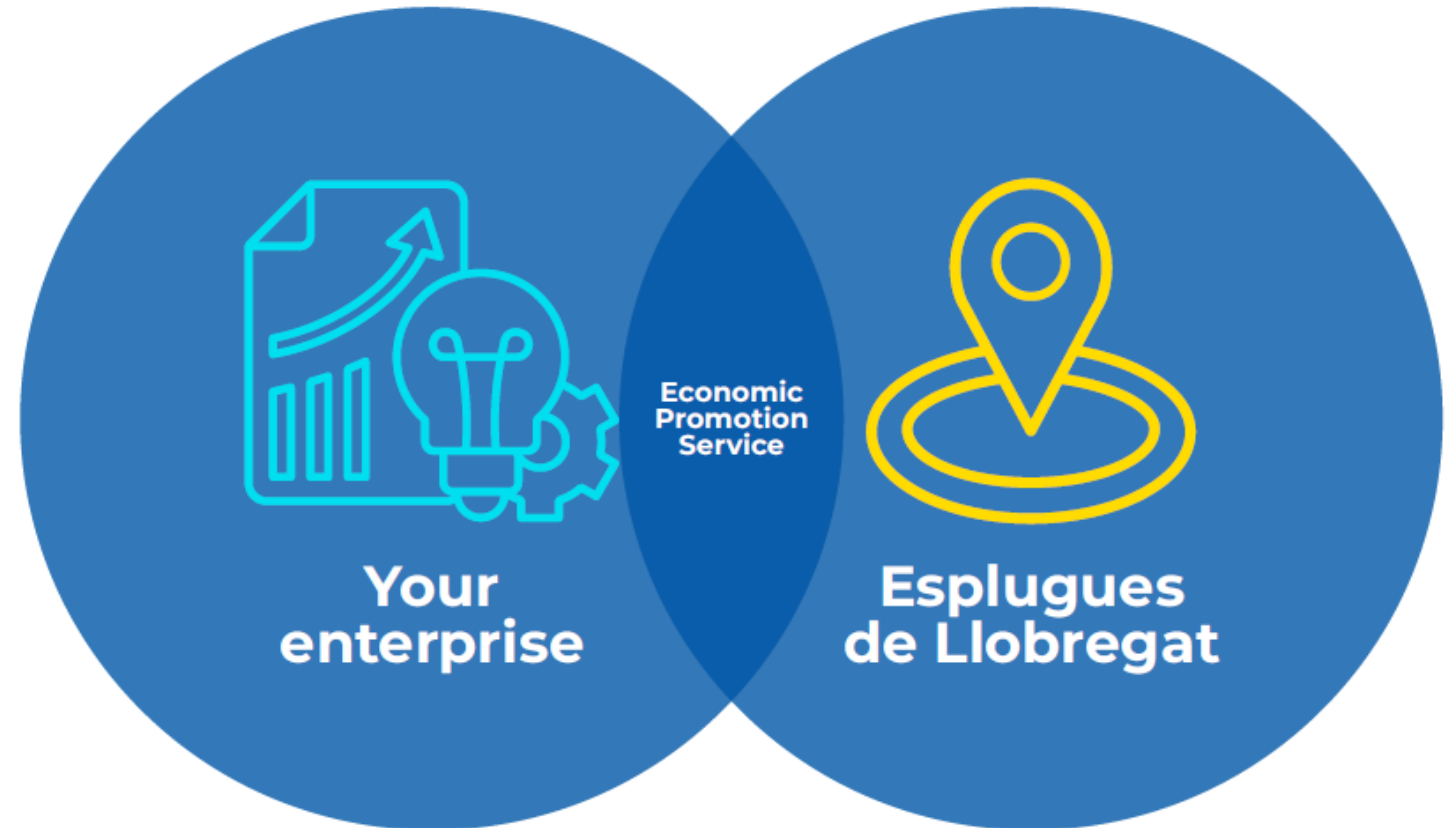 Economic
Promotion
Service
Your
enterprise
Esplugues
de Llobregat